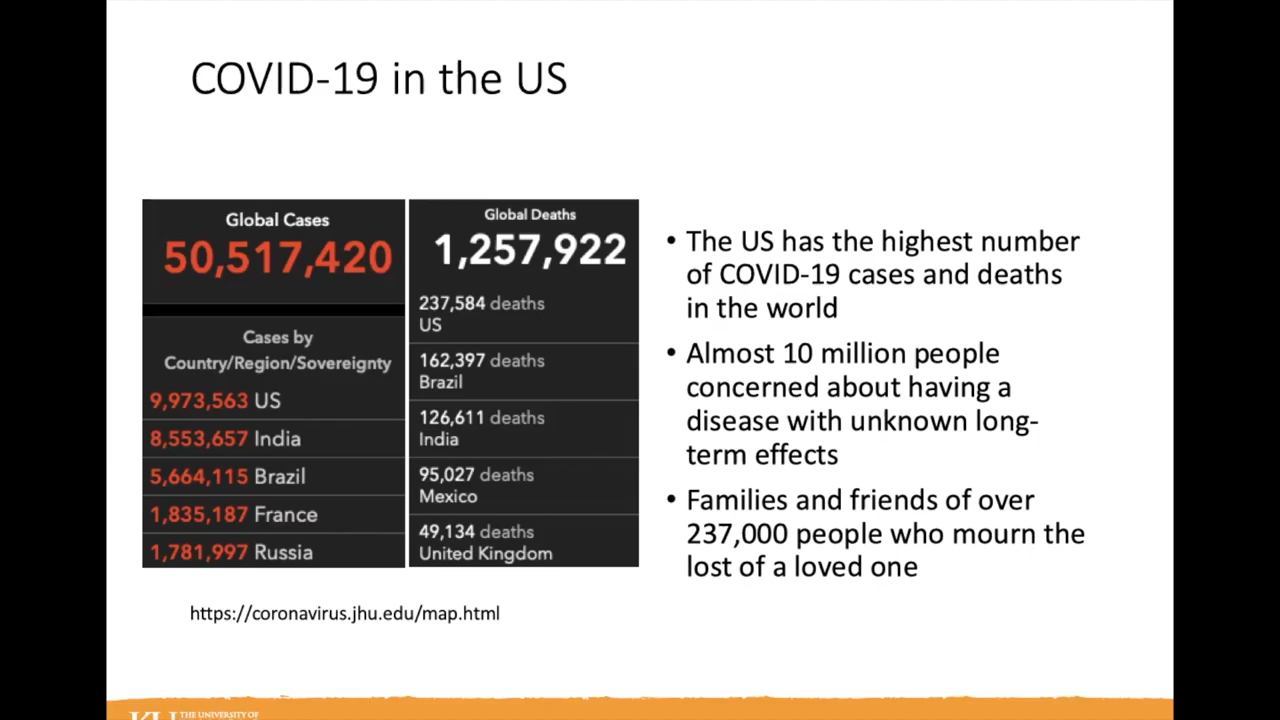 COVID-19 in the US
Global Cases
50,517,420
Cases by
Country/Region/Sovereignty
9,973,563 US
8,553,657 India
5,664,115 Brazil
1,835,187 France
1,781,997 Russia
Global Deaths
1,257,922
237,584 deaths
US
162,397 deaths
Brazil
126,611 deaths
India
95,027 deaths
Mexico
49,134 deaths
United Kingdom
• The US has the highest number
of COVID-19 cases and deaths
in the world
• Almost 10 million people
concerned about having a
disease with unknown long-
term effects
• Families and friends of over
237,000 people who mourn the
lost of a loved one
https://coronavirus.jhu.edu/map.html
THE UNIVERSITY OF